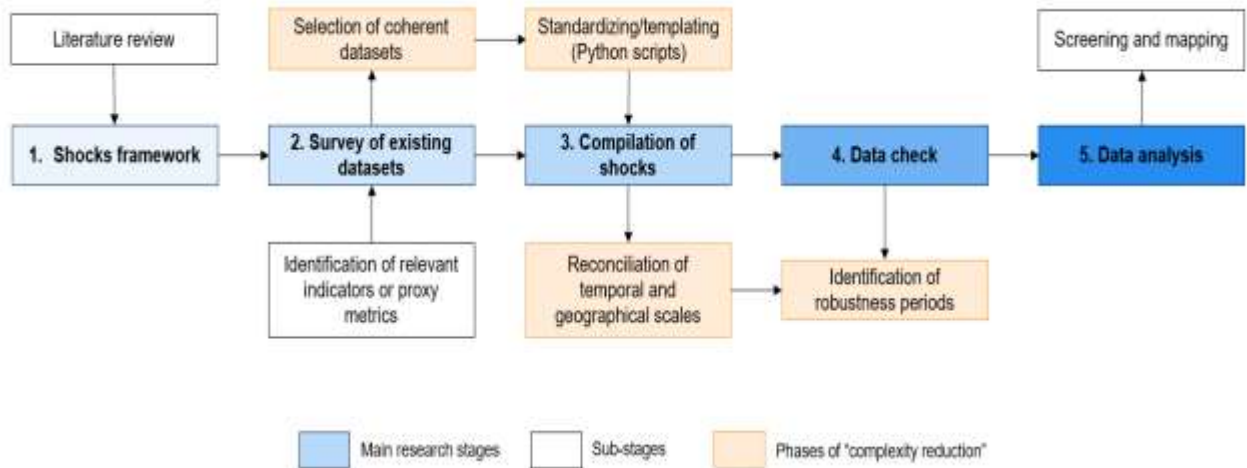 Literature review
Selection of coherent
datasets
Standardizing/templating
(Python scripts)
Screening and mapping
1. Shocks framework
2. Survey of existing
datasets
3. Compilation of
shocks
4. Data check
5. Data analysis
Identification of relevant
indicators or proxy
metrics
Reconciliation of
temporal and
geographical scales
Identification of
robustness periods
Main research stages
Sub-stages
Phases of "complexity reduction"